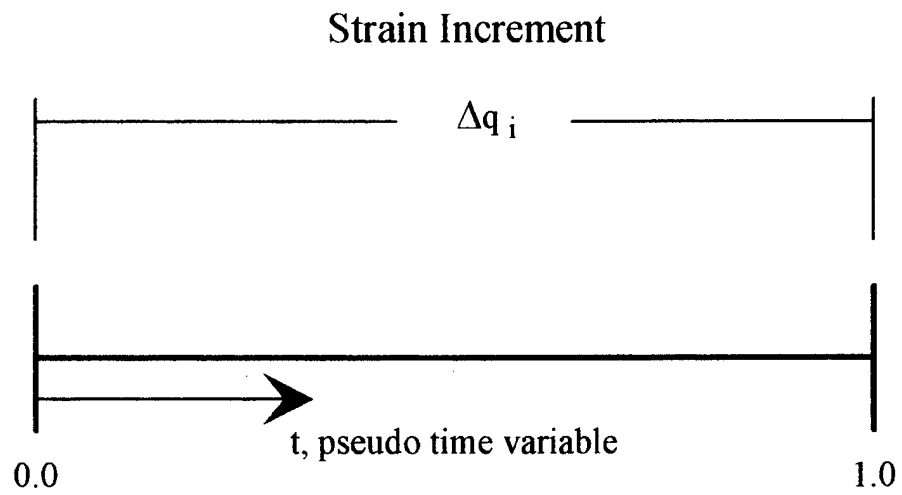 Strain Increment
Δq i
t, pseudo time variable
0.0
1.0